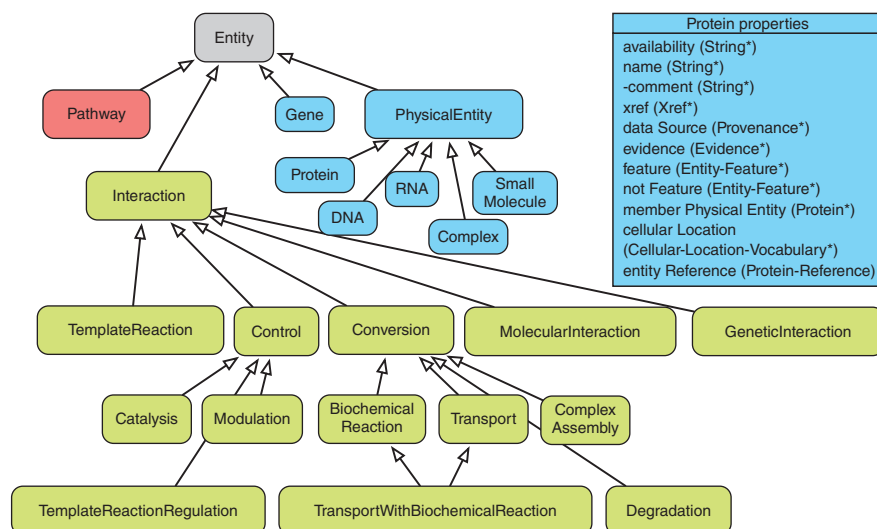 Entity
Protein properties
availability (String*)
name (String*)
-comment (String*)
xref (Xref*)
data Source (Provenance*)
evidence (Evidence*)
feature (Entity-Feature*)
not Feature (Entity-Feature*)
member Physical Entity (Protein*)
cellular Location
(Cellular-Location-Vocabulary*)
entity Reference (Protein-Reference)
Pathway
Gene
PhysicalEntity
Protein
RNA
Small
Molecule
DNA
Complex
Interaction
TemplateReaction
Control
Conversion
MolecularInteraction
GeneticInteraction
Catalysis
Modulation
Biochemical
Reaction
Transport
Complex
Assembly
TemplateReactionRegulation
TransportWithBiochemicalReaction
Degradation